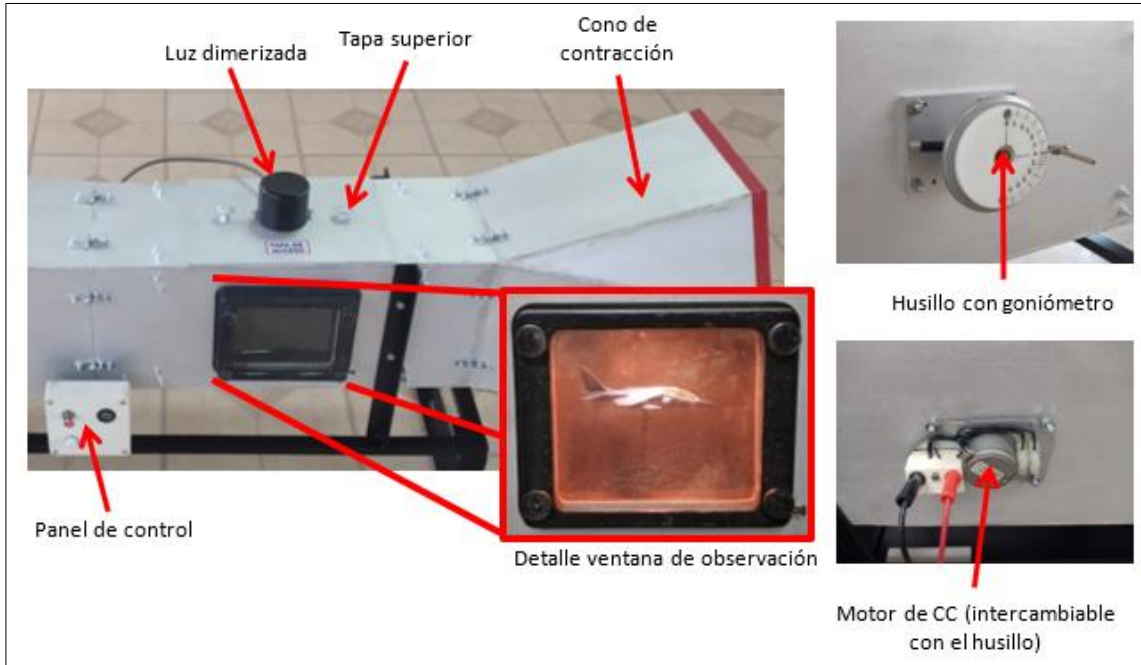 Luz dimerizada
Tapa superior
Cono de
contracción
Husillo con goniómetro
Panel de control
Detalle ventana de observación
Motor de CC (intercambiable
con el husillo)